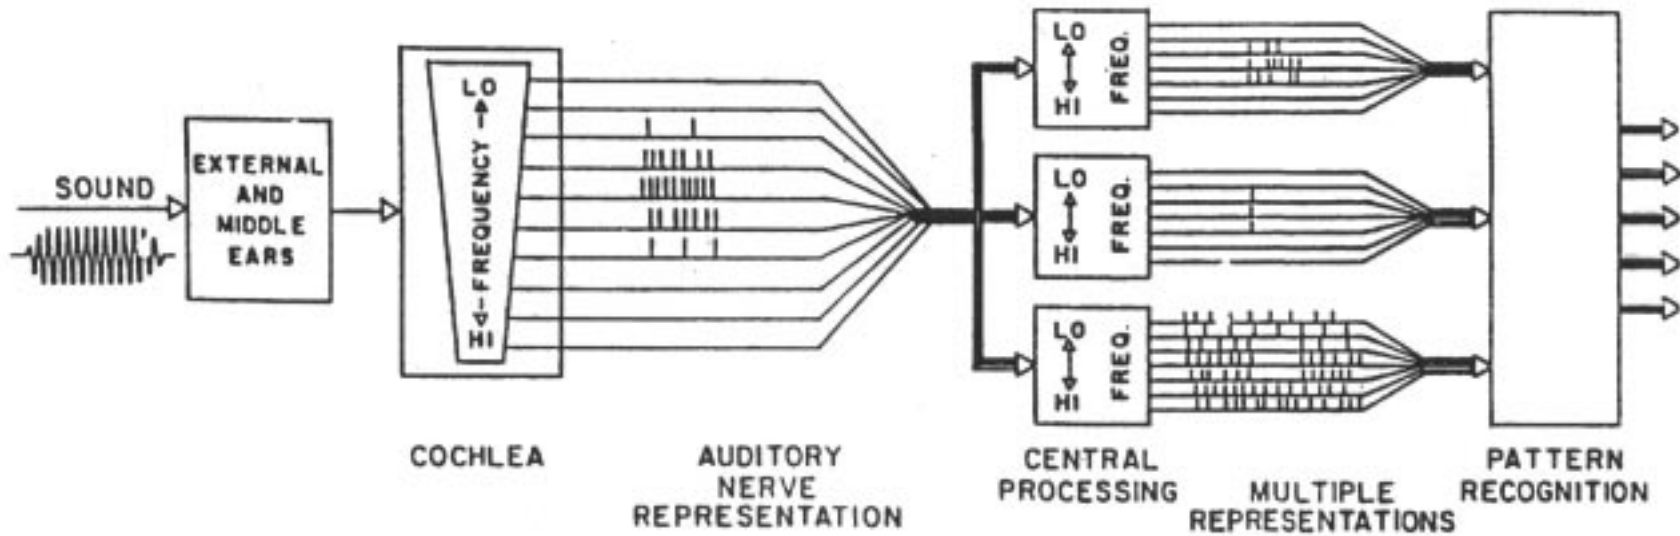 SOUND
EXTERNAL
AND
MIDDLE
EARS
LO
FREQUENCY
HI
COCHLEA
AUDITORY
NERVE
REPRESENTATION
LO
HI
FREQ.
LO
HI
FREQ.
LO
HI
FREQ.
CENTRAL
PROCESSING
MULTIPLE
REPRESENTATIONS
PATTERN
RECOGNITION